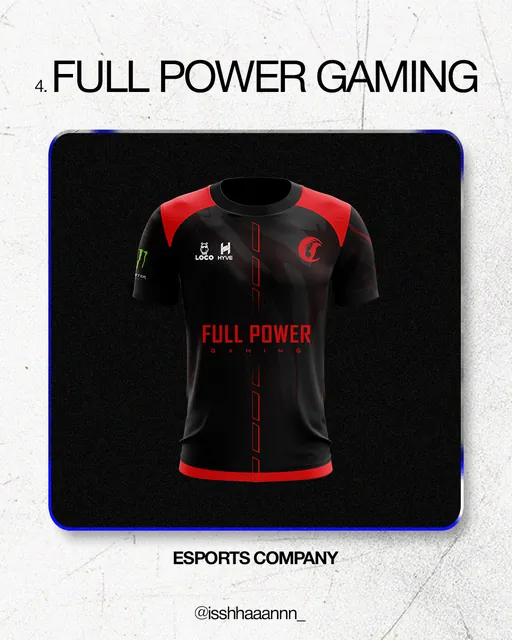 4. FULL POWER GAMING
LOCO HYVE
FULL POWER
GAMING
ESPORTS COMPANY
@isshhaaannn_